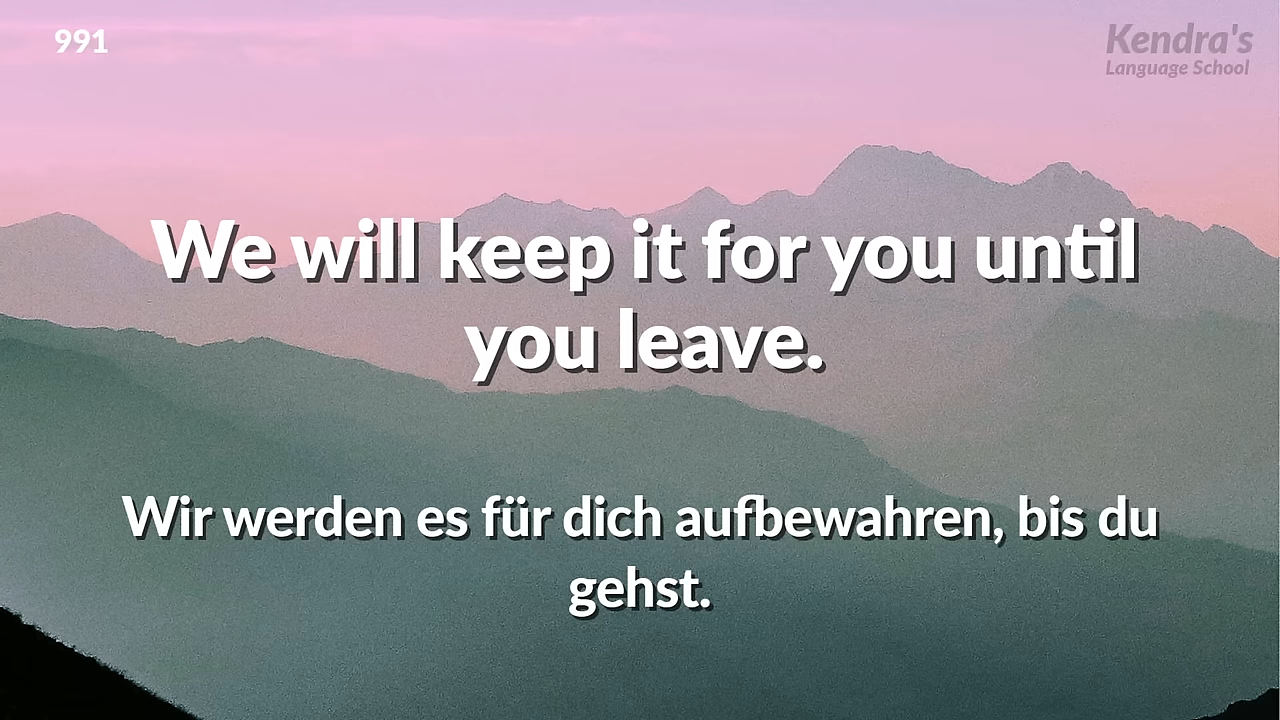 991
Kendra's
Language School
We will keep it for you until
you leave.
Wir werden es für dich aufbewahren, bis du
gehst.